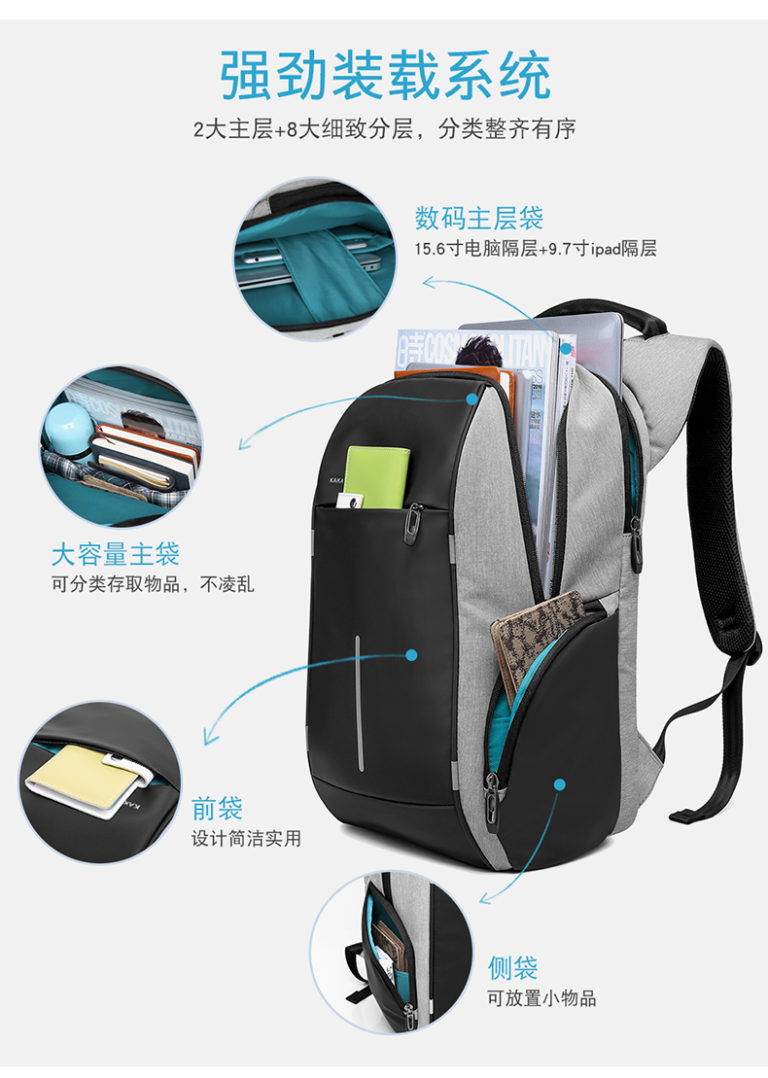 强劲装载系统
2大主层+8大细致分层，分类整齐有序
数码主层袋
15.6寸电脑隔层+9.7寸ipad隔层
COSMOPOLITAN
KAKA
大容量主袋
可分类存取物品，不凌乱
前袋
设计简洁实用
侧袋
可放置小物品